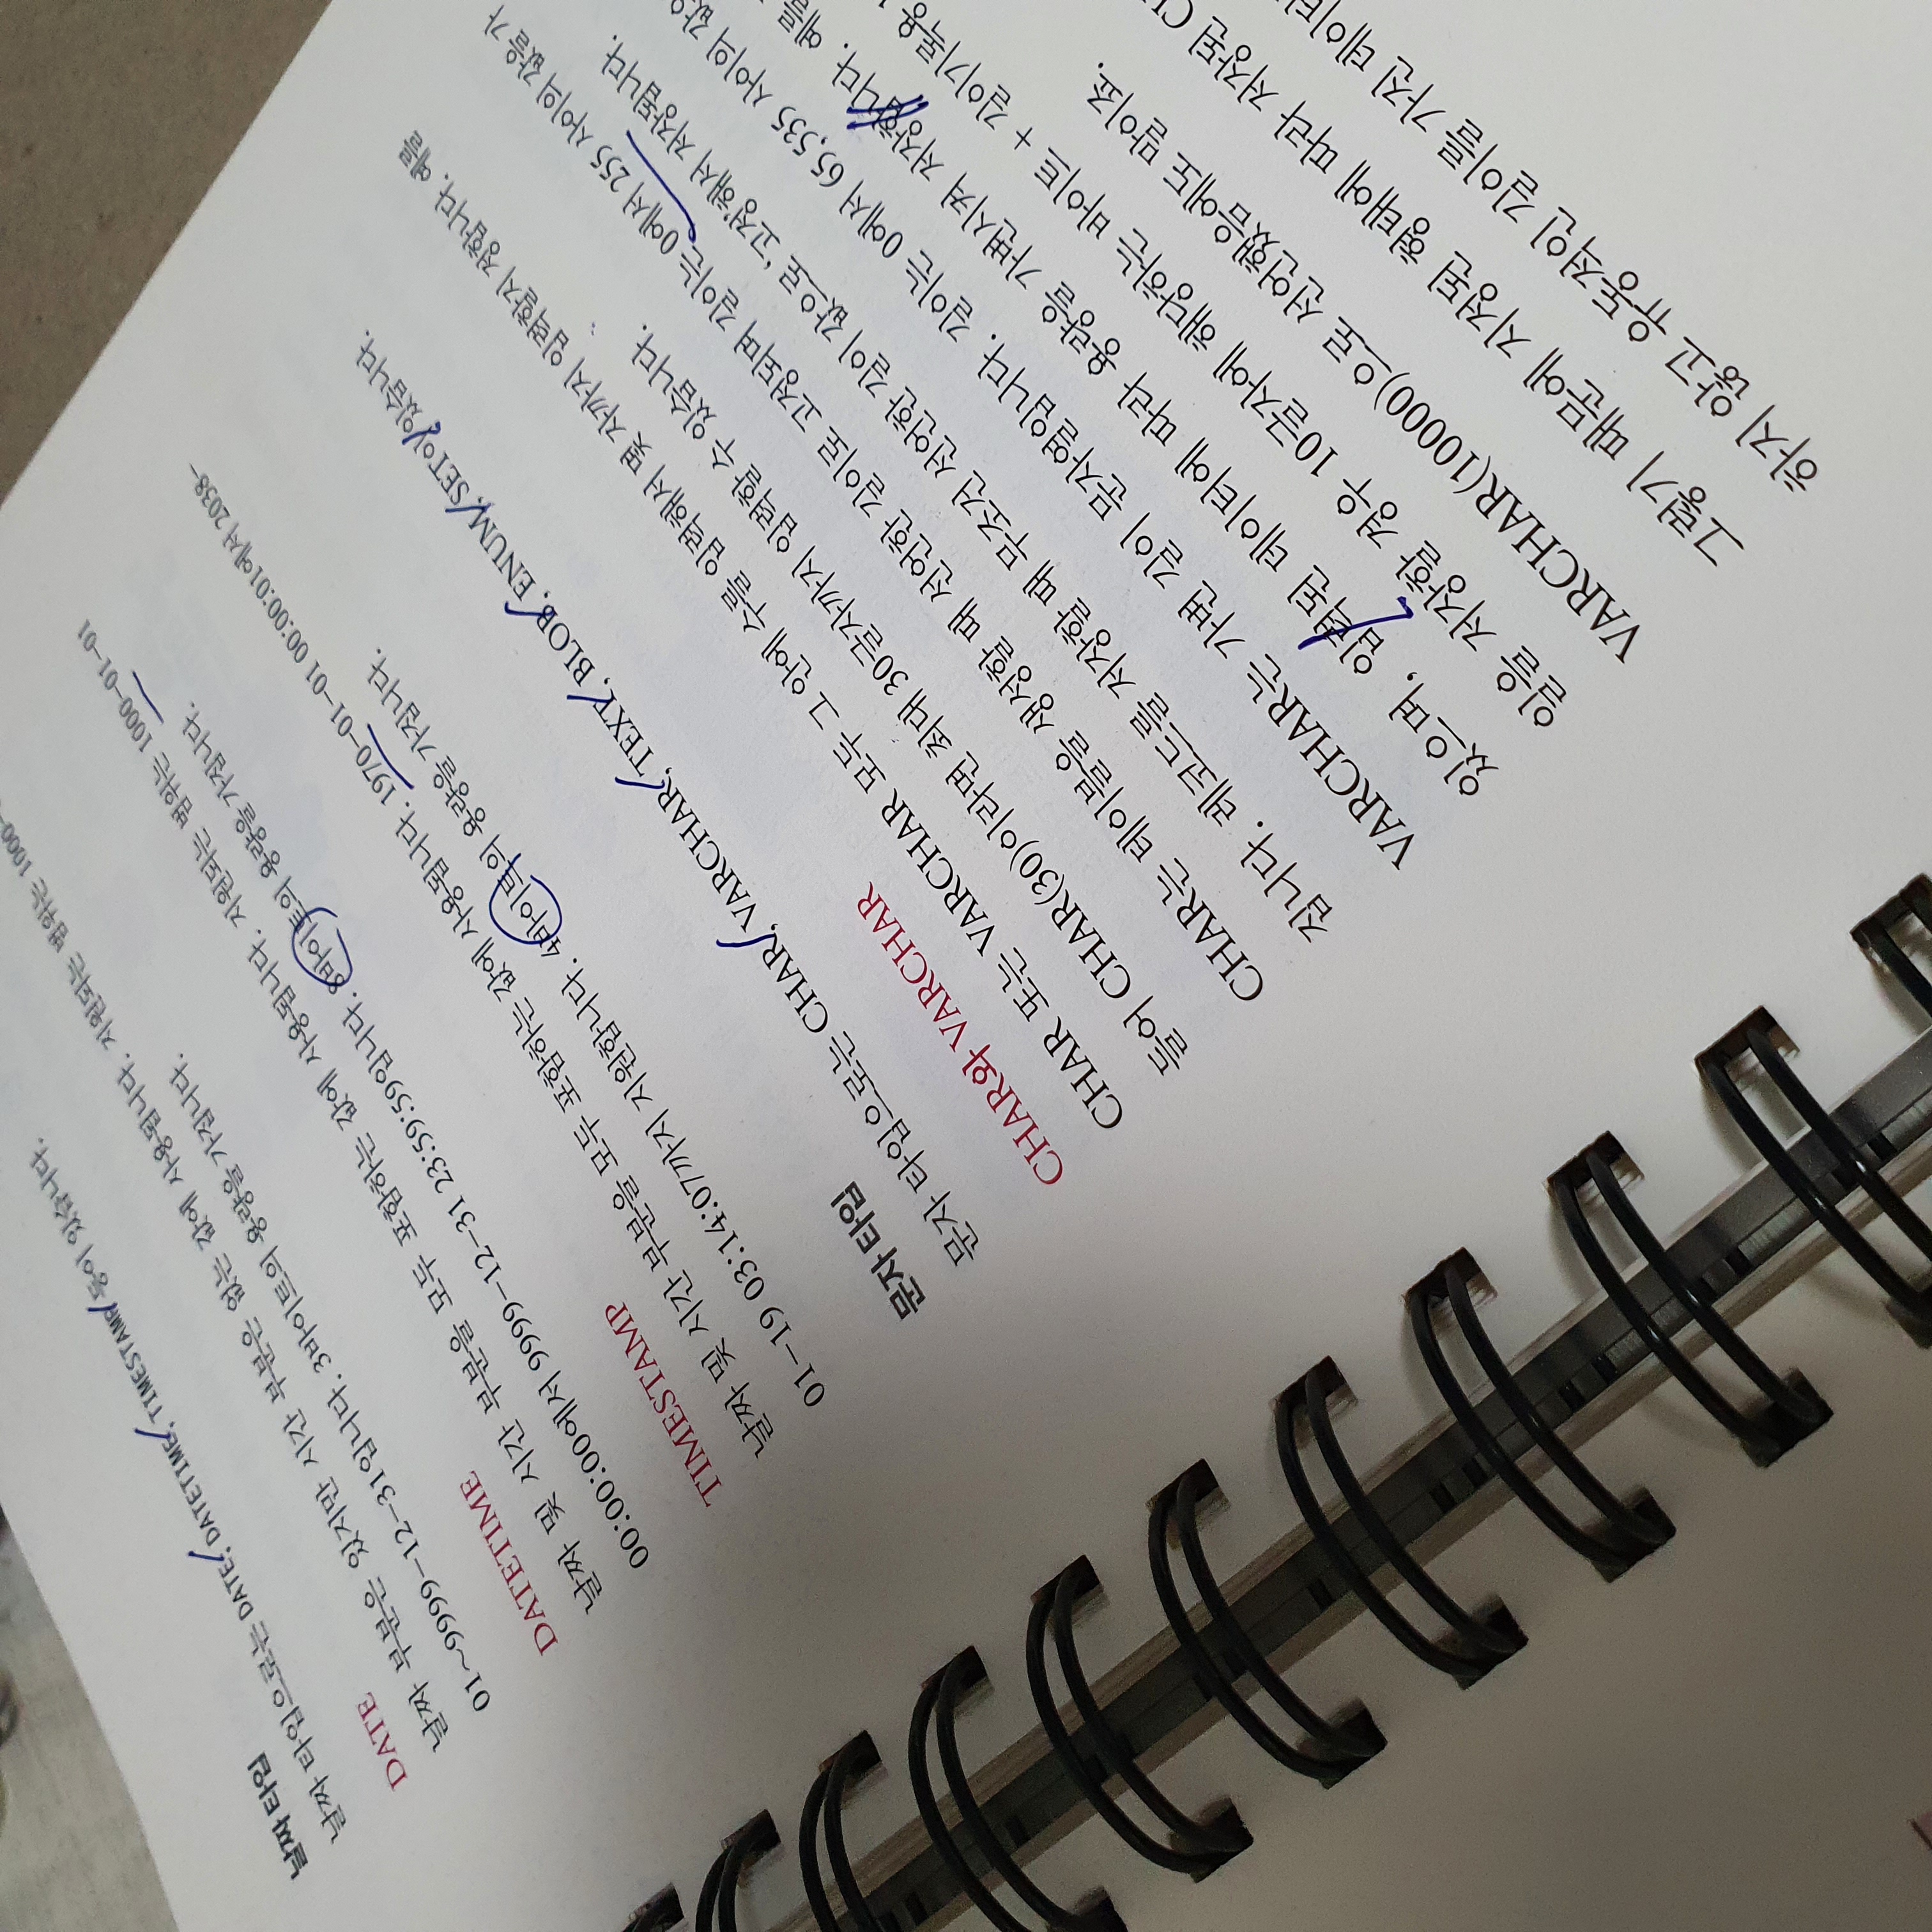 날짜 타입
날짜 타입으로는 DATE, DATETIME, TIMESTAMP 등이 있습니다.
DATE
날짜 부분은 있지만 시간 부분은 없는 값에 사용됩니다. 지원되는 범위는 1000-
01~9999-12-31입니다. 3바이트의 용량을 가집니다.
DATETIME
날짜 및 시간 부분을 모두 포함하는 값에 사용됩니다. 지원되는 범위는 1000-01-01
00:00:00에서 9999-12-31 23:59:59입니다. 8바이트의 용량을 가집니다.
TIMESTAMP
날짜 및 시간 부분을 모두 포함하는 값에 사용됩니다. 1970-01-01 00:00:01에서 2038-
01-19 03:14:07까지 지원합니다. 4바이트의 용량을 가집니다.
문자 타입
문자 타입으로는 CHAR, VARCHAR, TEXT, BLOB, ENUM, SET이 있습니다.
CHAR와 VARCHAR
CHAR 또는 VARCHAR 모두 그 안에 수를 입력해서 몇 자까지 입력할지 정합니다. 예를
들어 CHAR(30)이라면 최대 30글자까지 입력할 수 있습니다.
CHAR는 테이블을 생성할 때 선언한 길이로 고정되며 길이는 0에서 255 사이의 값을 가
집니다. 레코드를 저장할 때 무조건 선언한 길이 값으로 '고정'해서 저장됩니다.
VARCHAR는 가변 길이 문자열입니다. 길이는 0에서 65,535 사이의 값
있으며, 입력된 데이터에 따라 용량을 가변시켜 저장합니다. 예를
일을 저장할 경우 10글자에 해당하는 바이트 + 길이기록용
VARCHAR(10000)으로 선언했음에도 말이죠.
그렇기 때문에 지정된 형태에 따라 저장된
하지 않고 유동적인 길이를 가진